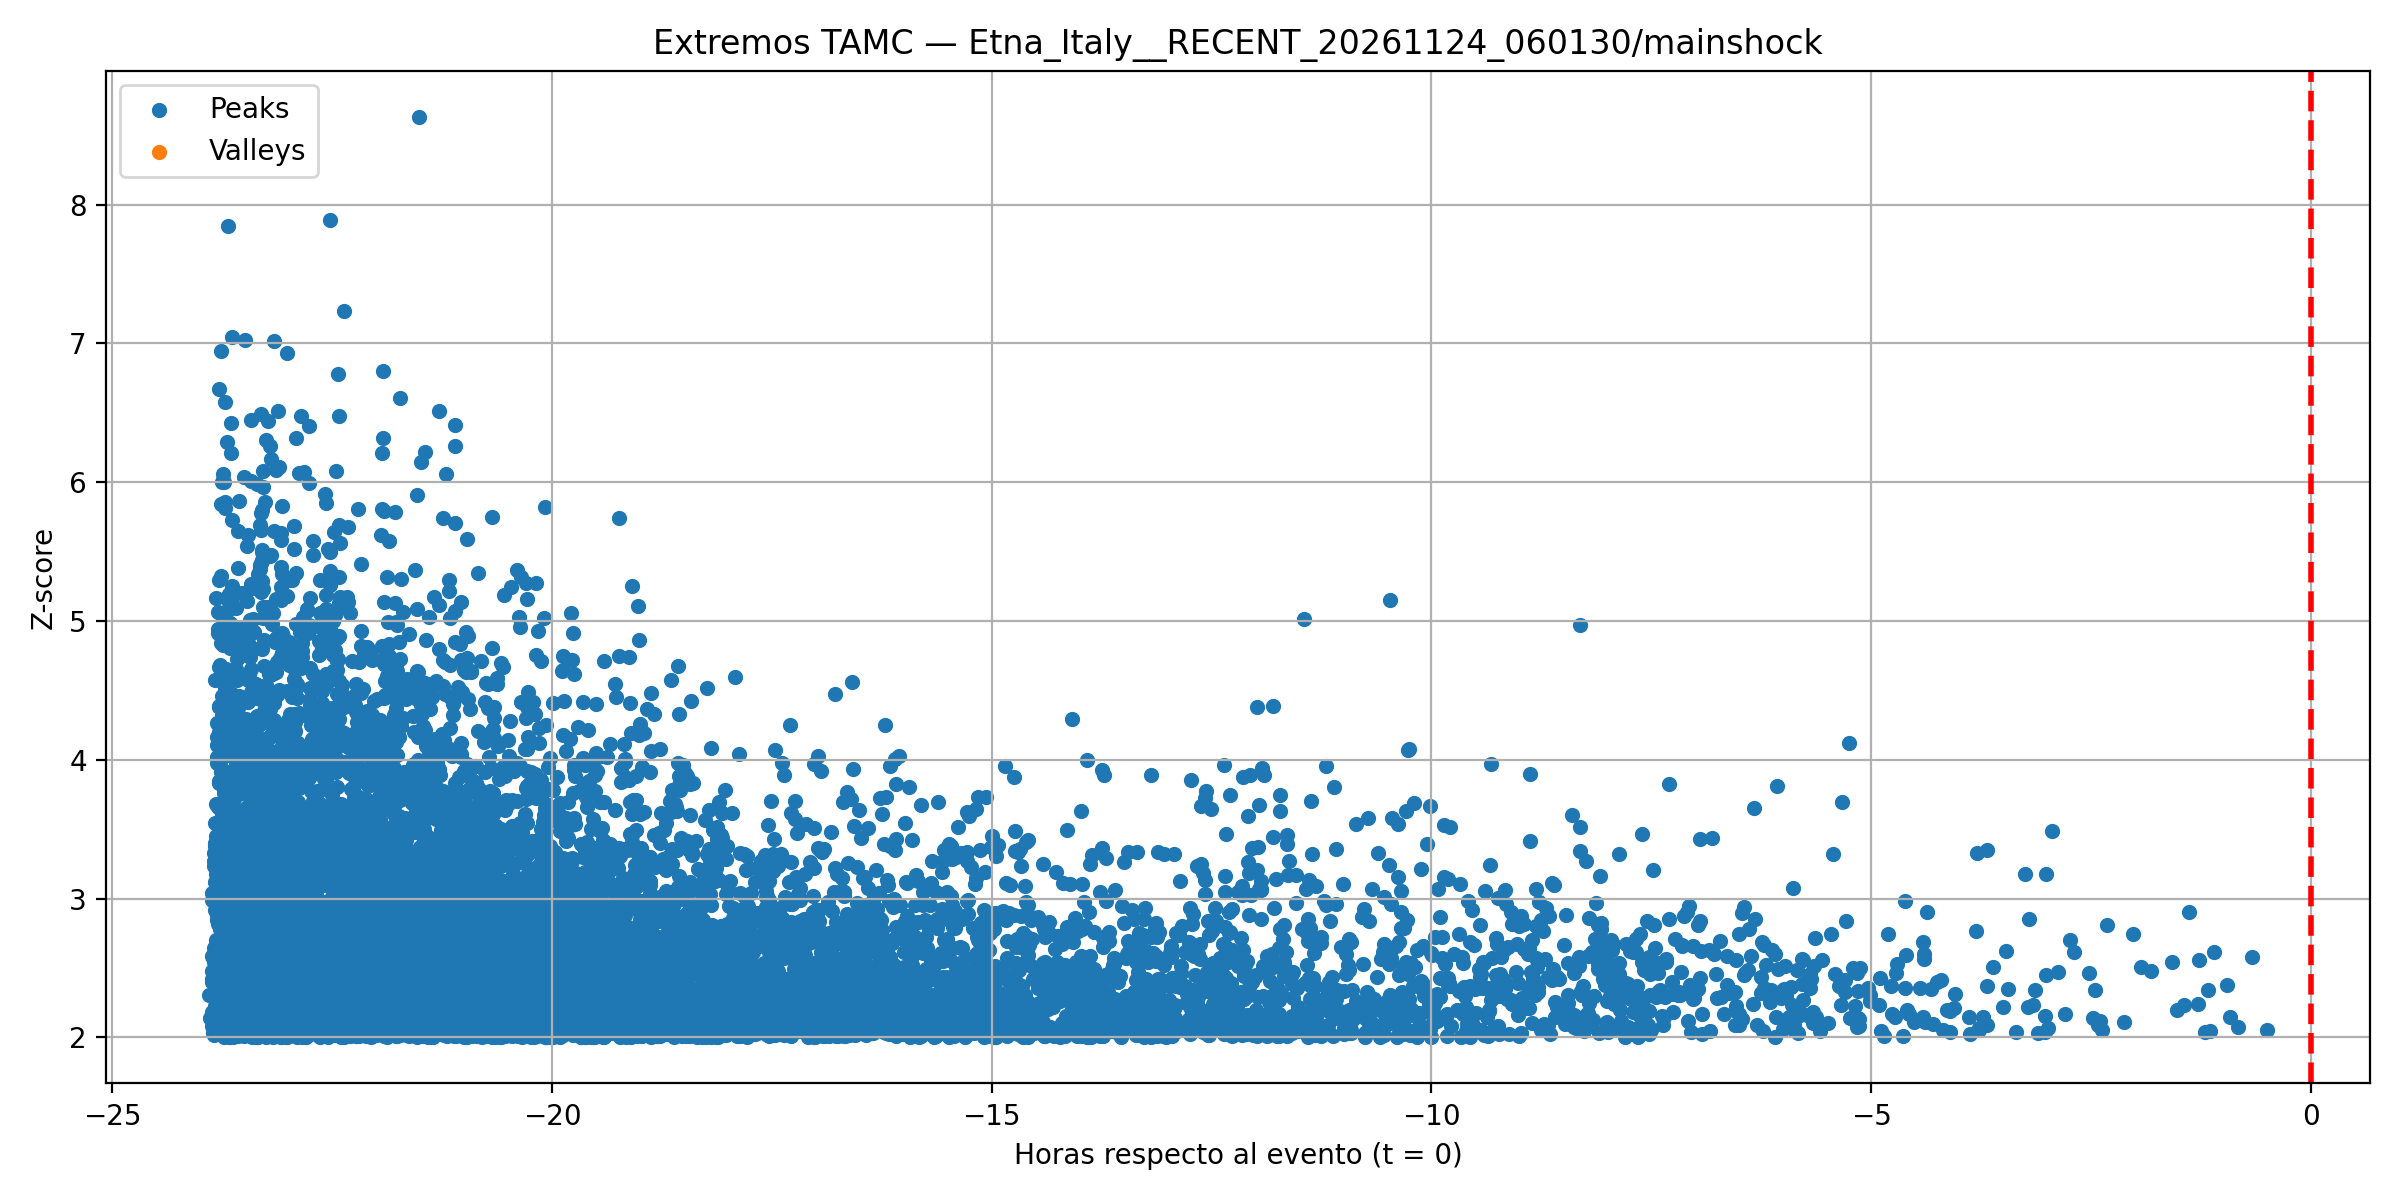 Extremos TAMC — Etna_Italy__RECENT_20261124_060130/mainshock
Peaks
Valleys
8
7
6
5
4
3
2
Z-score
−25 −20 −15 −10 −5 0
Horas respecto al evento (t = 0)